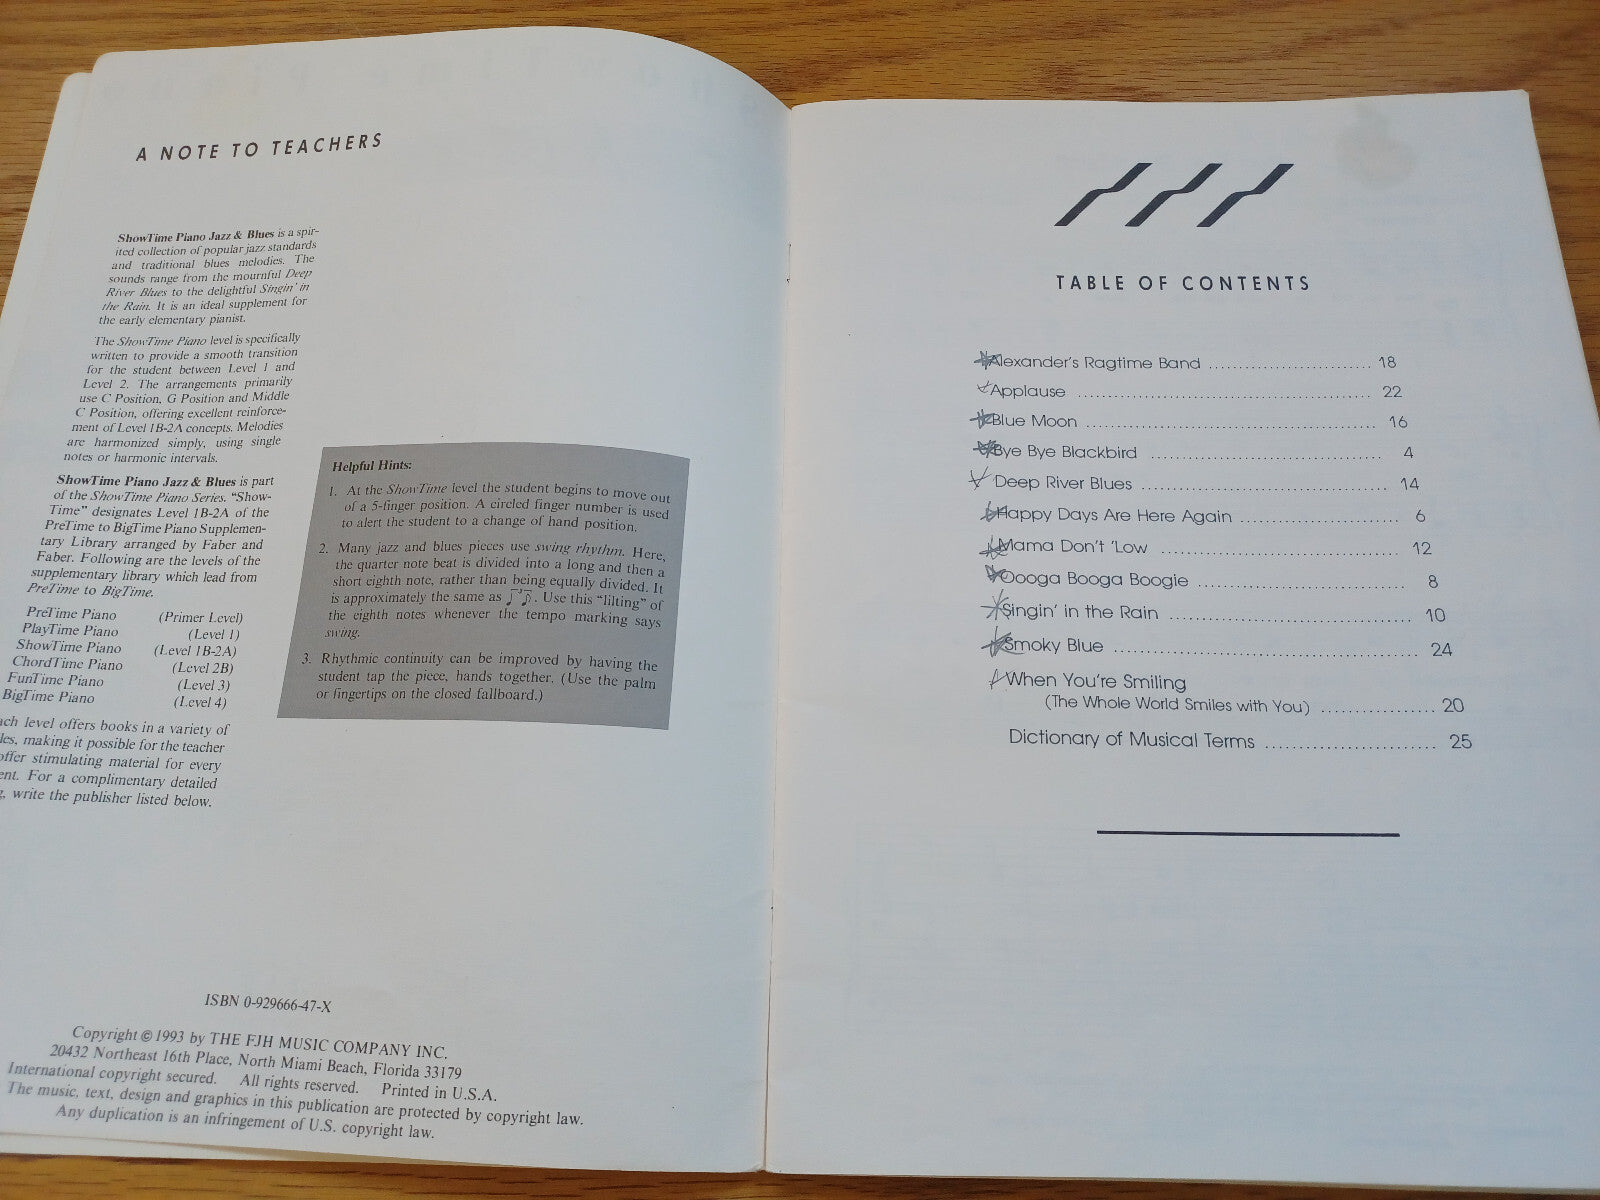 A NOTE TO TEACHERS
ShowTime Piano Jazz & Blues is a spir-
ited collection of popular jazz standards
and traditional blues melodies. The
sounds range from the mournful Deep
River Blues to the delightful Singin' in
the Rain. It is an ideal supplement for
the early elementary pianist.
The ShowTime Piano level is specifically
written to provide a smooth transition
for the student between Level 1 and
Level 2. The arrangements primarily
use C Position, G Position and Middle
C Position, offering excellent reinforce-
ment of Level 1B-2A concepts. Melodies
are harmonized simply, using single
notes or harmonic intervals.
ShowTime Piano Jazz & Blues is part
of the ShowTime Piano Series. "Show-
Time" designates Level 1B-2A of the
PreTime to BigTime Piano Supplemen-
tary Library arranged by Faber and
Faber. Following are the levels of the
supplementary library which lead from
PreTime to BigTime.
PreTime Piano (Primer Level)
PlayTime Piano (Level 1)
ShowTime Piano (Level 1B-2A)
ChordTime Piano (Level 2B)
FunTime Piano (Level 3)
BigTime Piano (Level 4)
ach level offers books in a variety of
les, making it possible for the teacher
offer stimulating material for every
ent. For a complimentary detailed
g, write the publisher listed below.
Helpful Hints:
1. At the ShowTime level the student begins to move out
of a 5-finger position. A circled finger number is used
to alert the student to a change of hand position.
2. Many jazz and blues pieces use swing rhythm. Here,
the quarter note beat is divided into a long and then a
short eighth note, rather than being equally divided. It
is approximately the same as ♩3♪. Use this "lilting" of
the eighth notes whenever the tempo marking says
swing.
3. Rhythmic continuity can be improved by having the
student tap the piece, hands together. (Use the palm
or fingertips on the closed fallboard.)
ISBN 0-929666-47-X
Copyright © 1993 by THE FJH MUSIC COMPANY INC.
20432 Northeast 16th Place, North Miami Beach, Florida 33179
International copyright secured. All rights reserved. Printed in U.S.A.
The music, text, design and graphics in this publication are protected by copyright law.
Any duplication is an infringement of U.S. copyright law.
TABLE OF CONTENTS
Alexander's Ragtime Band 18
Applause 22
Blue Moon 16
Bye Bye Blackbird 4
Deep River Blues 14
Happy Days Are Here Again 6
Mama Don't 'Low 12
Oooga Booga Boogie 8
Singin' in the Rain 10
Smoky Blue 24
When You're Smiling
(The Whole World Smiles with You) 20
Dictionary of Musical Terms 25